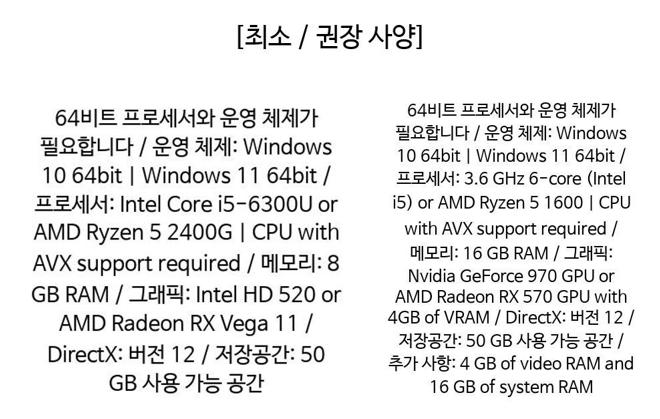 [최소 / 권장 사양]
64비트 프로세서와 운영 체제가
필요합니다 / 운영 체제: Windows
10 64bit | Windows 11 64bit /
프로세서: Intel Core i5-6300U or
AMD Ryzen 5 2400G | CPU with
AVX support required / 메모리: 8
GB RAM / 그래픽: Intel HD 520 or
AMD Radeon RX Vega 11 /
DirectX: 버전 12 / 저장공간: 50
GB 사용 가능 공간
64비트 프로세서와 운영 체제가
필요합니다 / 운영 체제: Windows
10 64bit | Windows 11 64bit /
프로세서: 3.6 GHz 6-core (Intel
i5) or AMD Ryzen 5 1600 | CPU
with AVX support required /
메모리: 16 GB RAM / 그래픽:
Nvidia GeForce 970 GPU or
AMD Radeon RX 570 GPU with
4GB of VRAM / DirectX: 버전 12 /
저장공간: 50 GB 사용 가능 공간 /
추가 사항: 4 GB of video RAM and
16 GB of system RAM